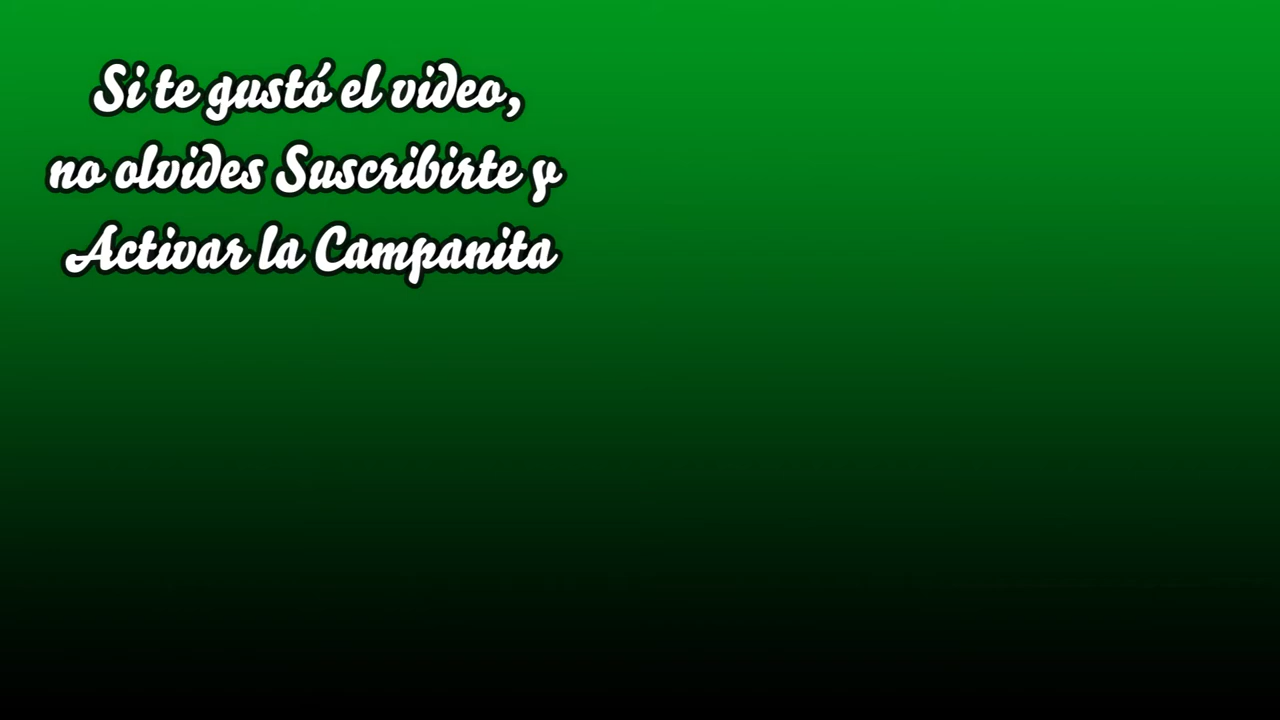 Si te gustó el video,
no olvides Suscribirte y
Activar la Campanita